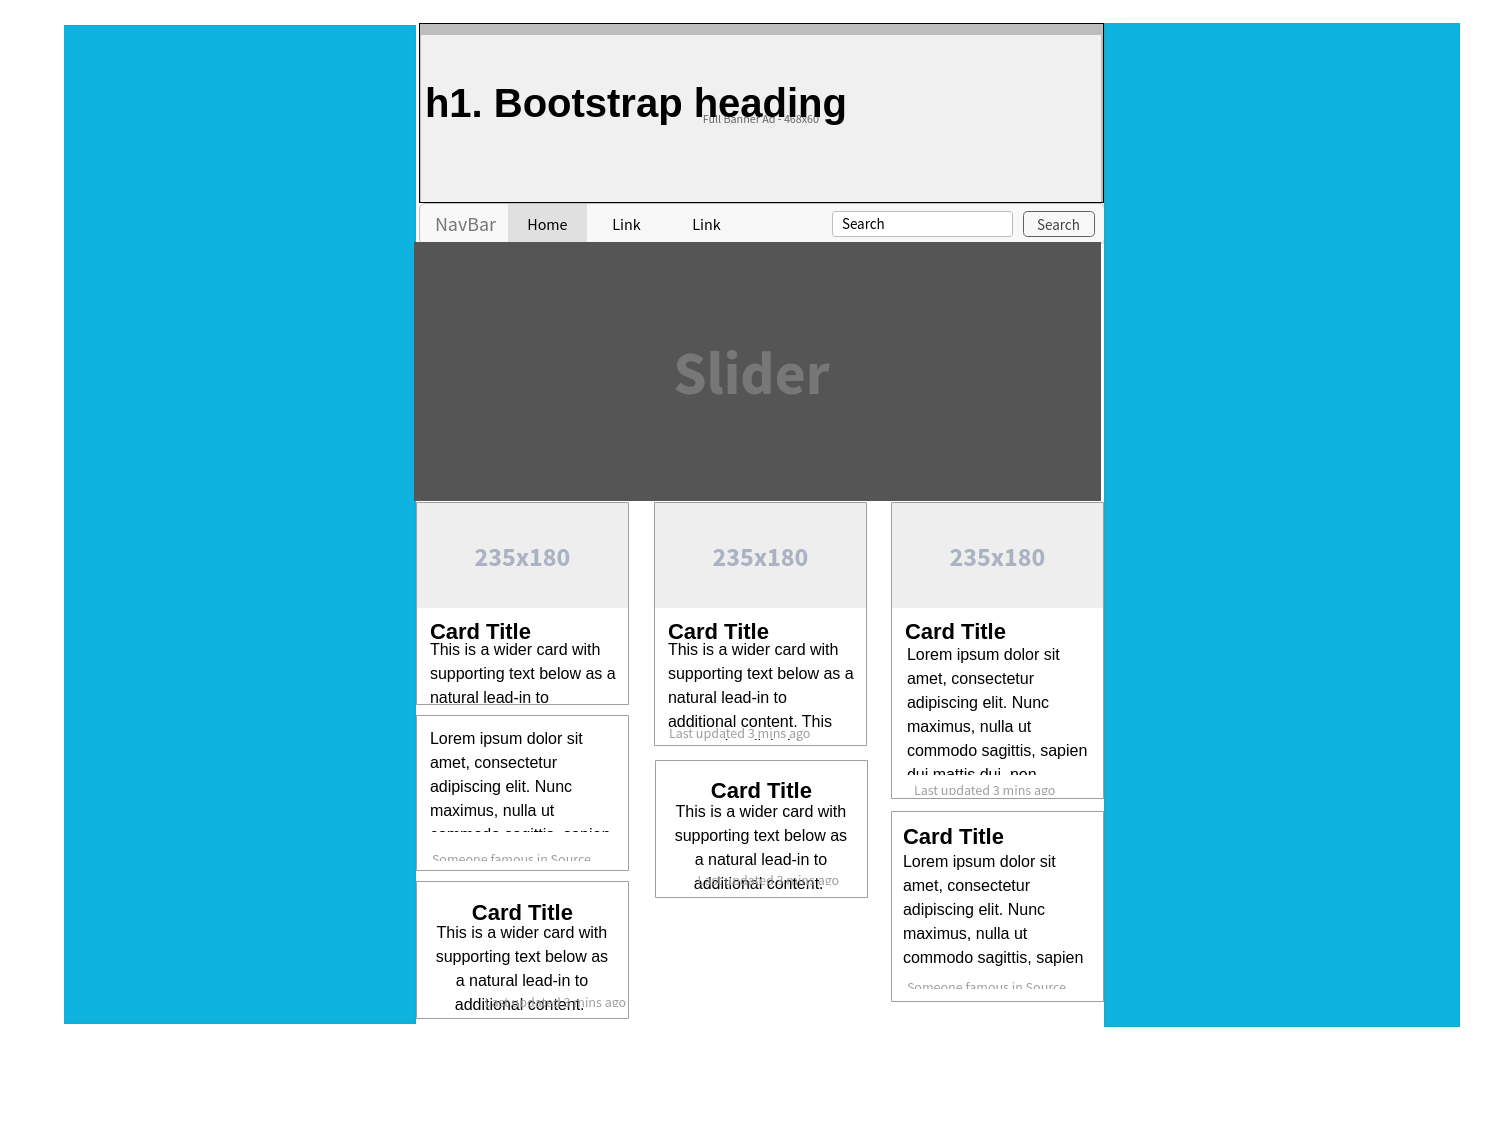 h1. Bootstrap heading
Full Banner Ad - 468x60
NavBar Home Link Link Search Search
Slider
235x180
Card Title
This is a wider card with
supporting text below as a
natural lead-in to
Lorem ipsum dolor sit
amet, consectetur
adipiscing elit. Nunc
maximus, nulla ut
commodo sagittis, sapien
Someone famous in Source
Card Title
This is a wider card with
supporting text below as
a natural lead-in to
additional content.
Last updated 3 mins ago
235x180
Card Title
This is a wider card with
supporting text below as a
natural lead-in to
additional content. This
Last updated 3 mins ago
Card Title
This is a wider card with
supporting text below as
a natural lead-in to
additional content.
Last updated 3 mins ago
235x180
Card Title
Lorem ipsum dolor sit
amet, consectetur
adipiscing elit. Nunc
maximus, nulla ut
commodo sagittis, sapien
dui mattis dui, non
Last updated 3 mins ago
Card Title
Lorem ipsum dolor sit
amet, consectetur
adipiscing elit. Nunc
maximus, nulla ut
commodo sagittis, sapien
Someone famous in Source